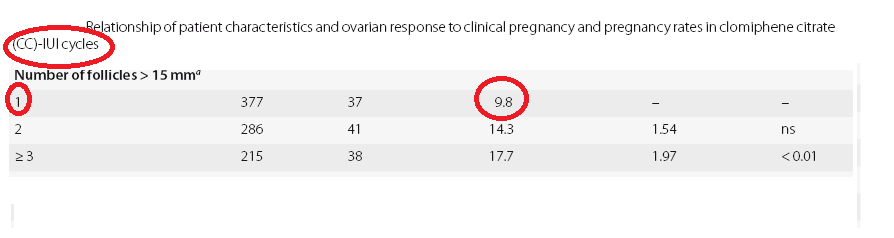 Relationship of patient characteristics and ovarian response to clinical pregnancy and pregnancy rates in clomiphene citrate
(CC)-IUI cycles
Number of follicles > 15 mmᵃ
1 377 37 9.8 – –
2 286 41 14.3 1.54 ns
≥ 3 215 38 17.7 1.97 < 0.01